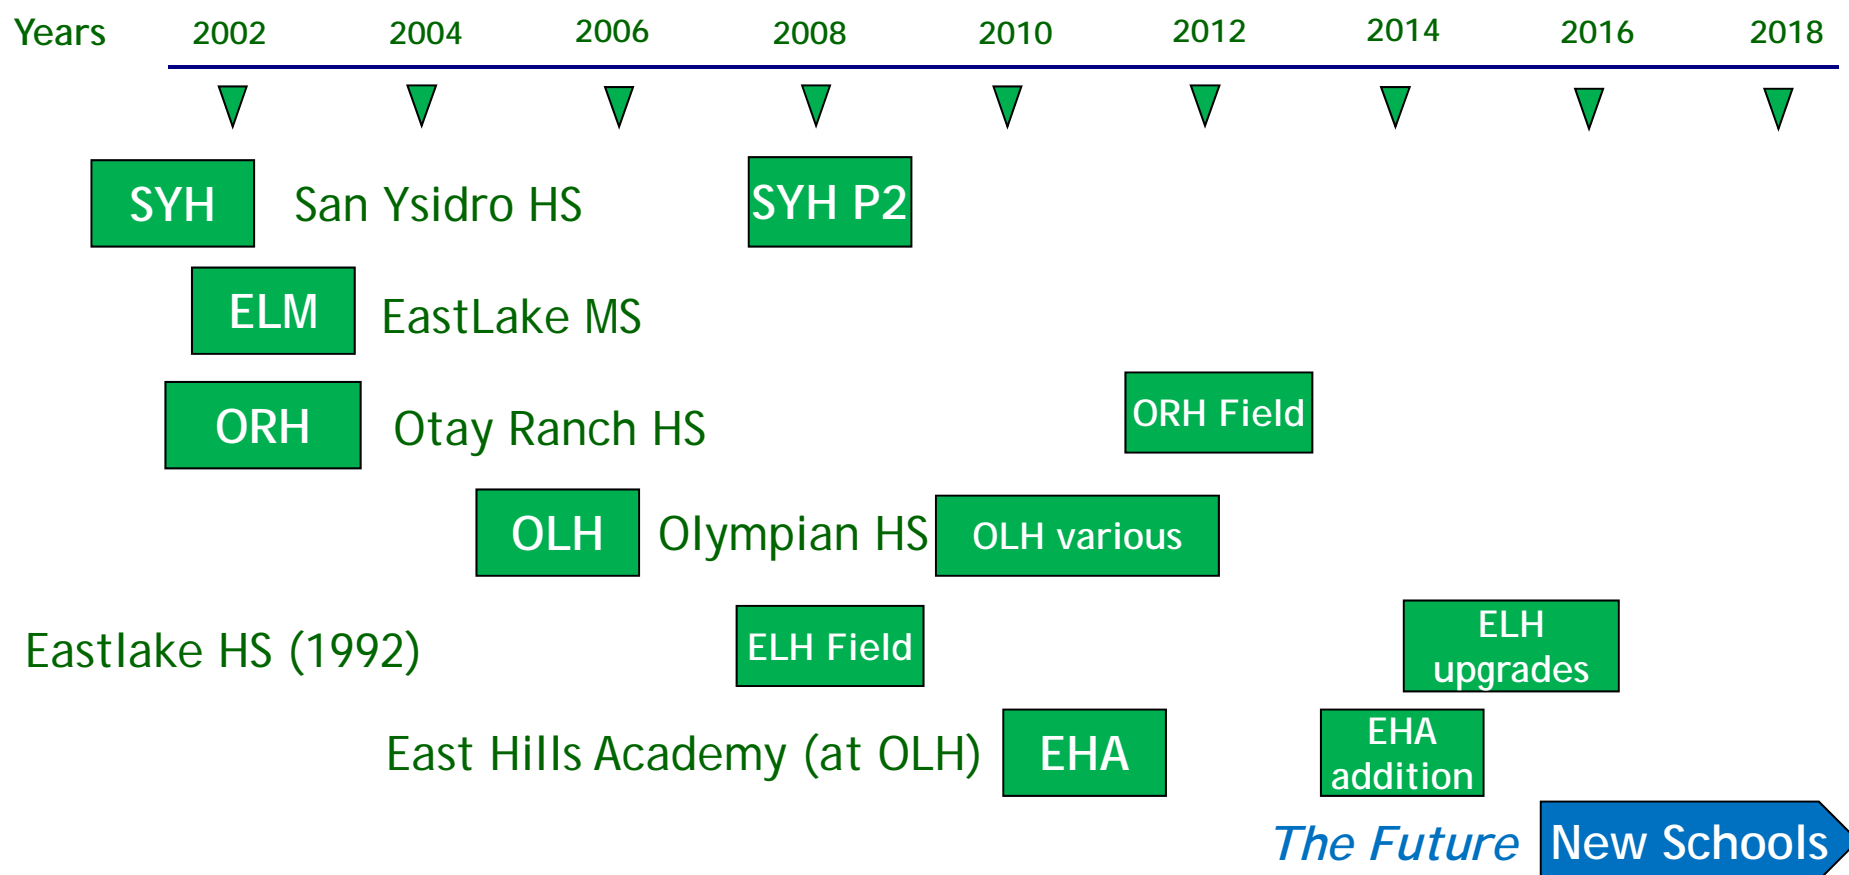 Years 2002 2004 2006 2008 2010 2012 2014 2016 2018
SYH San Ysidro HS SYH P2
ELM EastLake MS
ORH Otay Ranch HS ORH Field
OLH Olympian HS OLH various
Eastlake HS (1992) ELH Field ELH
upgrades
East Hills Academy (at OLH) EHA EHA
addition
The Future New Schools